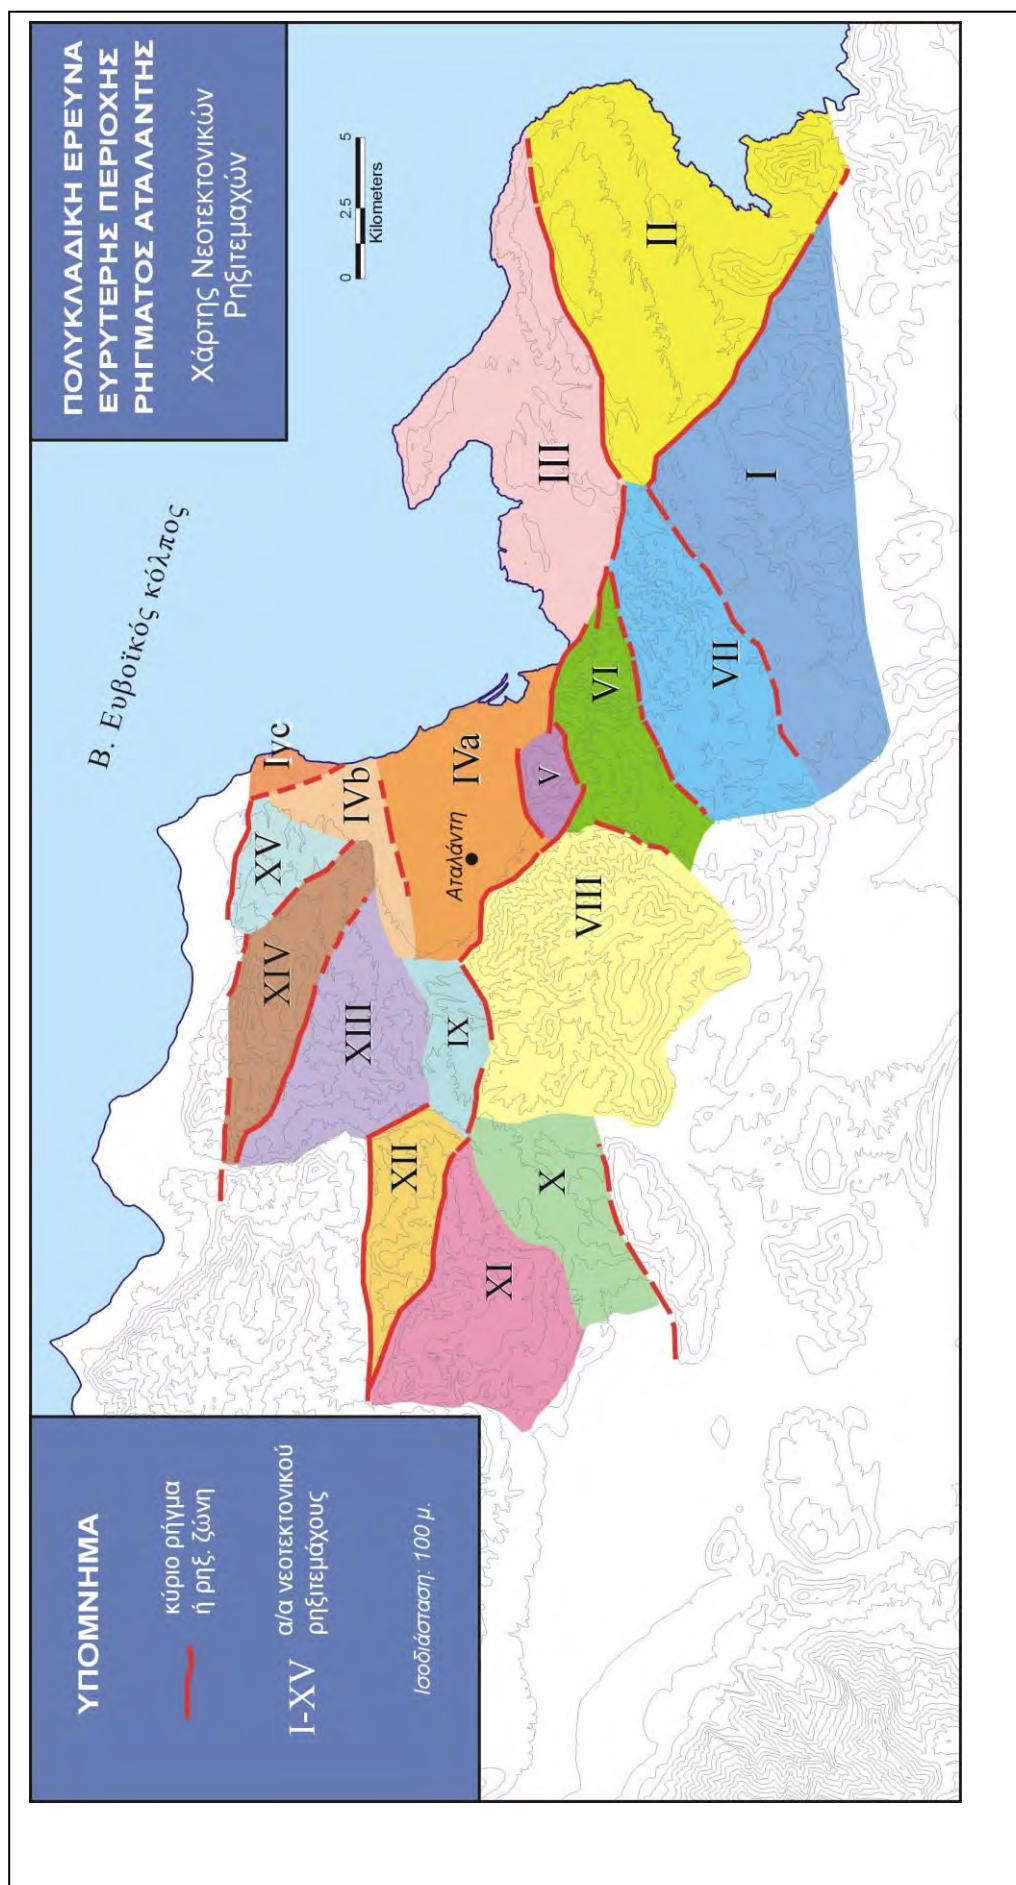 ΠΟΛΥΚΛΑΔΙΚΗ ΕΡΕΥΝΑ
ΕΥΡΥΤΕΡΗΣ ΠΕΡΙΟΧΗΣ
ΡΗΓΜΑΤΟΣ ΑΤΑΛΑΝΤΗΣ
Χάρτης Νεοτεκτονικών
Ρηξιτεμαχών
0 2.5 5
Kilometers
Β. Ευβοϊκός κόλπος
Ivc
XV
IVb
IVa
Αταλάντη
XIV
XIII
XII
XI
IX
X
VIII
V
VI
VII
III
II
I
ΥΠΟΜΝΗΜΑ
κύριο ρήγμα
ή ρηξ. ζώνη
I-XV
α/α νεοτεκτονικού
ρηξιτεμάχους
Ισοδιάσταση: 100 μ.